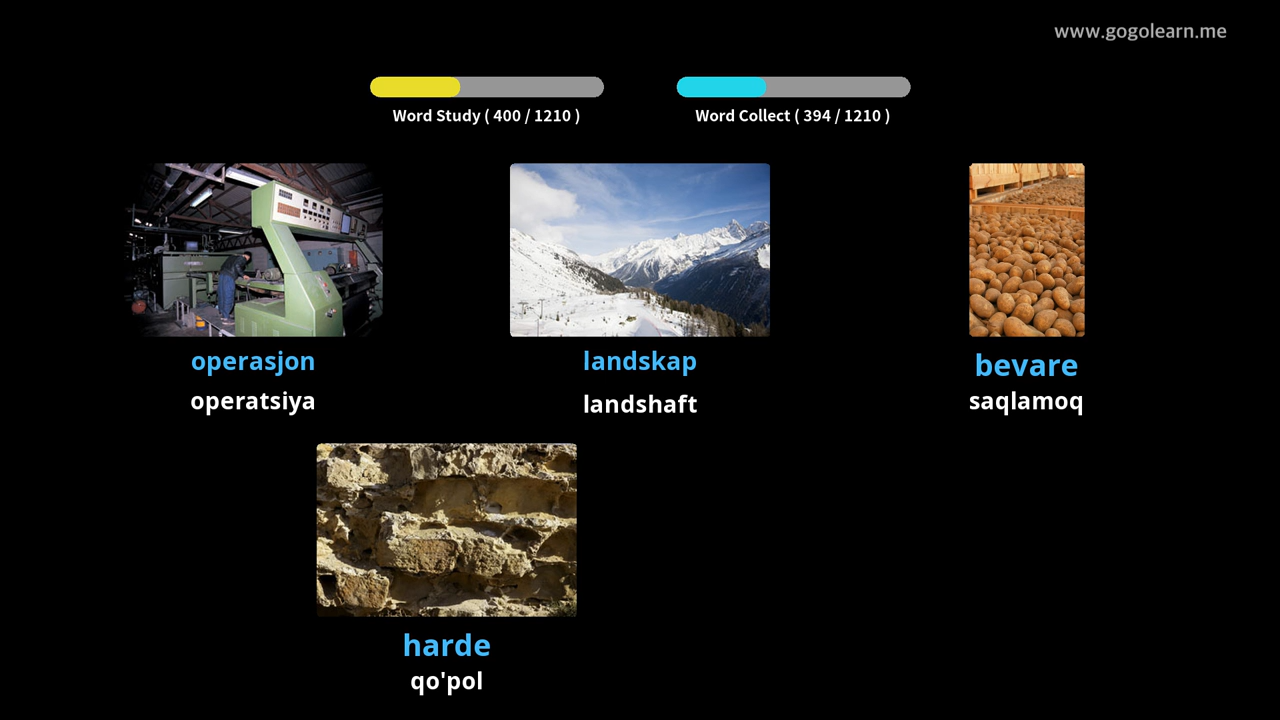 www.gogolearn.me
Word Study ( 400 / 1210 )
Word Collect ( 394 / 1210 )
operasjon
operatsiya
landskap
landshaft
bevare
saqlamoq
harde
qo'pol